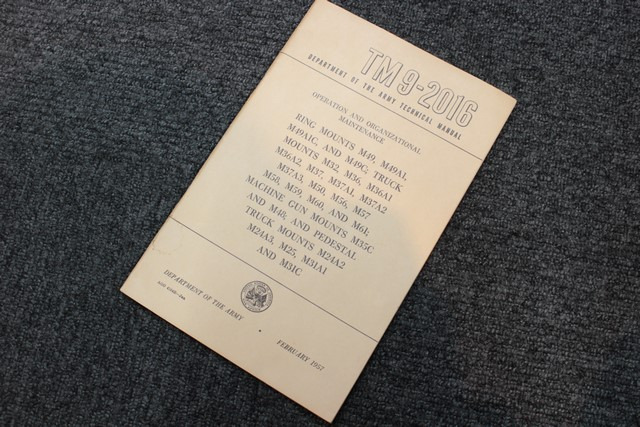 TM 9-2016
DEPARTMENT OF THE ARMY TECHNICAL MANUAL
OPERATION AND ORGANIZATIONAL
MAINTENANCE
RING MOUNTS M49, M49A1,
M49A1C, AND M49C; TRUCK
MOUNTS M32, M36, M36A1
M36A2, M37, M37A1, M37A2
M37A3, M50, M56, M57
M58, M59, M60, AND M61;
MACHINE GUN MOUNTS M35C
AND M48; AND PEDESTAL
TRUCK MOUNTS M24A2
M24A3, M25, M31A1
AND M31C
DEPARTMENT OF THE ARMY
FEBRUARY 1957